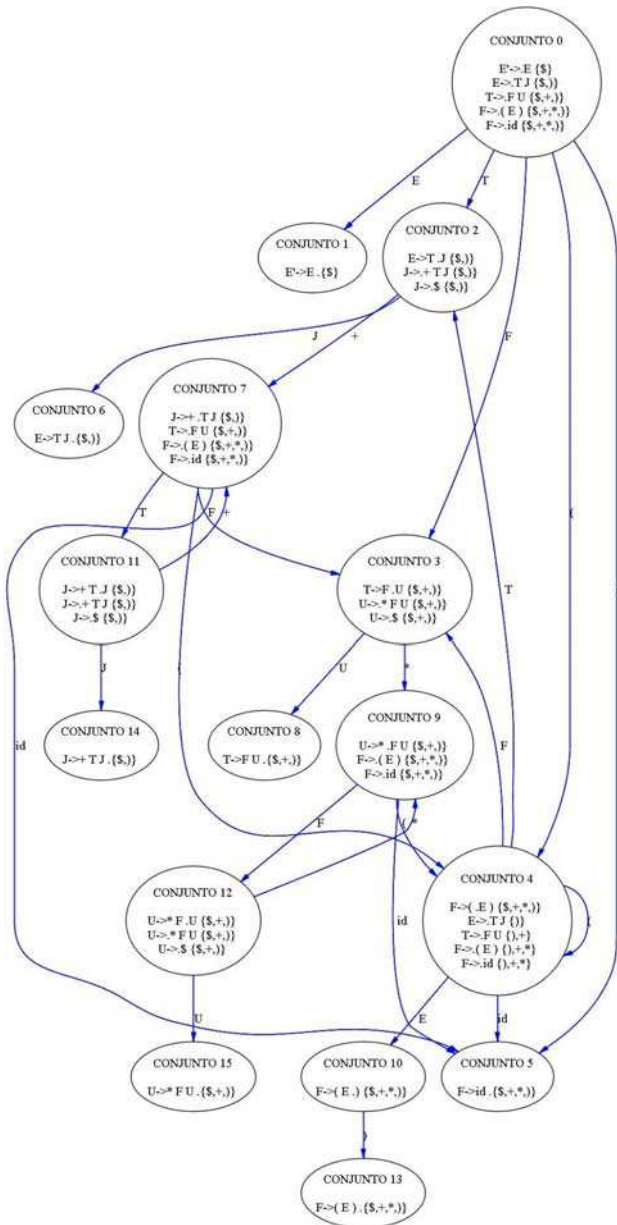 CONJUNTO 0
E'->.E {$}
E->.T J {$,)}
T->.F U {$,+,)}
F->.( E ) {$,+,*,)}
F->.id {$,+,*,)}
E
T
CONJUNTO 1
E'->E .{$}
CONJUNTO 2
E->T .J {$,)}
J->.+ T J {$,)}
J->.$ {$,)}
J
+
F
(
CONJUNTO 6
E->T J .{$,)}
CONJUNTO 7
J->+ .T J {$,)}
T->.F U {$,+,)}
F->.( E ) {$,+,*,)}
F->.id {$,+,*,)}
T
F
+
CONJUNTO 11
J->+ T .J {$,)}
J->.+ T J {$,)}
J->.$ {$,)}
CONJUNTO 3
T->F .U {$,+,)}
U->.* F U {$,+,)}
U->.$ {$,+,)}
T
J
(
U
*
CONJUNTO 14
J->+ T J .{$,)}
id
CONJUNTO 8
T->F U .{$,+,)}
CONJUNTO 9
U->* .F U {$,+,)}
F->.( E ) {$,+,*,)}
F->.id {$,+,*,)}
F
F
(
*
CONJUNTO 12
U->* F .U {$,+,)}
U->.* F U {$,+,)}
U->.$ {$,+,)}
id
CONJUNTO 4
F->( .E ) {$,+,*,)}
E->.T J {)}
T->.F U {),+}
F->.( E ) {),+,*}
F->.id {),+,*}
(
U
E
id
CONJUNTO 15
U->* F U .{$,+,)}
CONJUNTO 10
F->( E .) {$,+,*,)}
CONJUNTO 5
F->id .{$,+,*,)}
)
CONJUNTO 13
F->( E ) .{$,+,*,)}